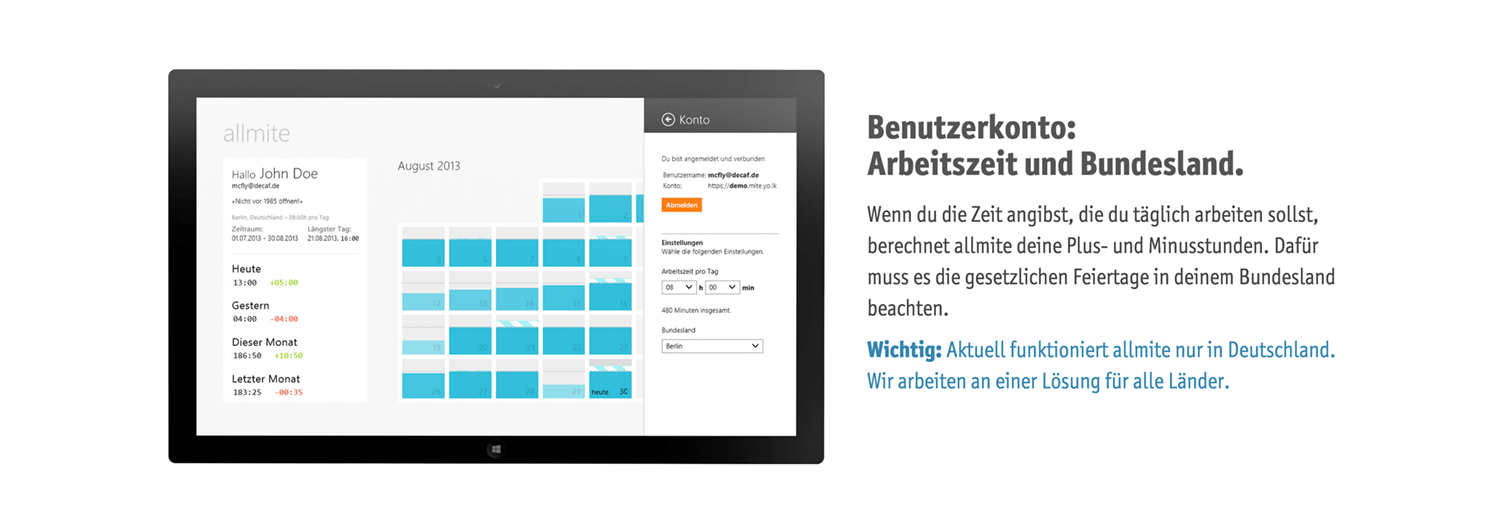 allmite
Hallo John Doe
mcfly@decaf.de
»Nicht vor 1985 öffnen!«
Berlin, Deutschland – 08:00h pro Tag
Zeitraum: Längster Tag:
01.07.2013 - 30.08.2013 21.08.2013, 16:00
Heute
13:00 +05:00
Gestern
04:00 -04:00
Dieser Monat
186:50 +10:50
Letzter Monat
183:25 -00:35
August 2013
1 2
5 6 7 8 9
12 13 14 15 16
19 20 21 22 23
26 27 28 29 heute 30
Konto
Du bist angemeldet und verbunden
Benutzername: mcfly@decaf.de
Konto: https://demo.mite.yo.lk
Abmelden
Einstellungen
Wähle die folgenden Einstellungen.
Arbeitszeit pro Tag
08 h 00 min
480 Minuten insgesamt.
Bundesland
Berlin
Benutzerkonto:
Arbeitszeit und Bundesland.
Wenn du die Zeit angibst, die du täglich arbeiten sollst,
berechnet allmite deine Plus- und Minusstunden. Dafür
muss es die gesetzlichen Feiertage in deinem Bundesland
beachten.
Wichtig: Aktuell funktioniert allmite nur in Deutschland.
Wir arbeiten an einer Lösung für alle Länder.